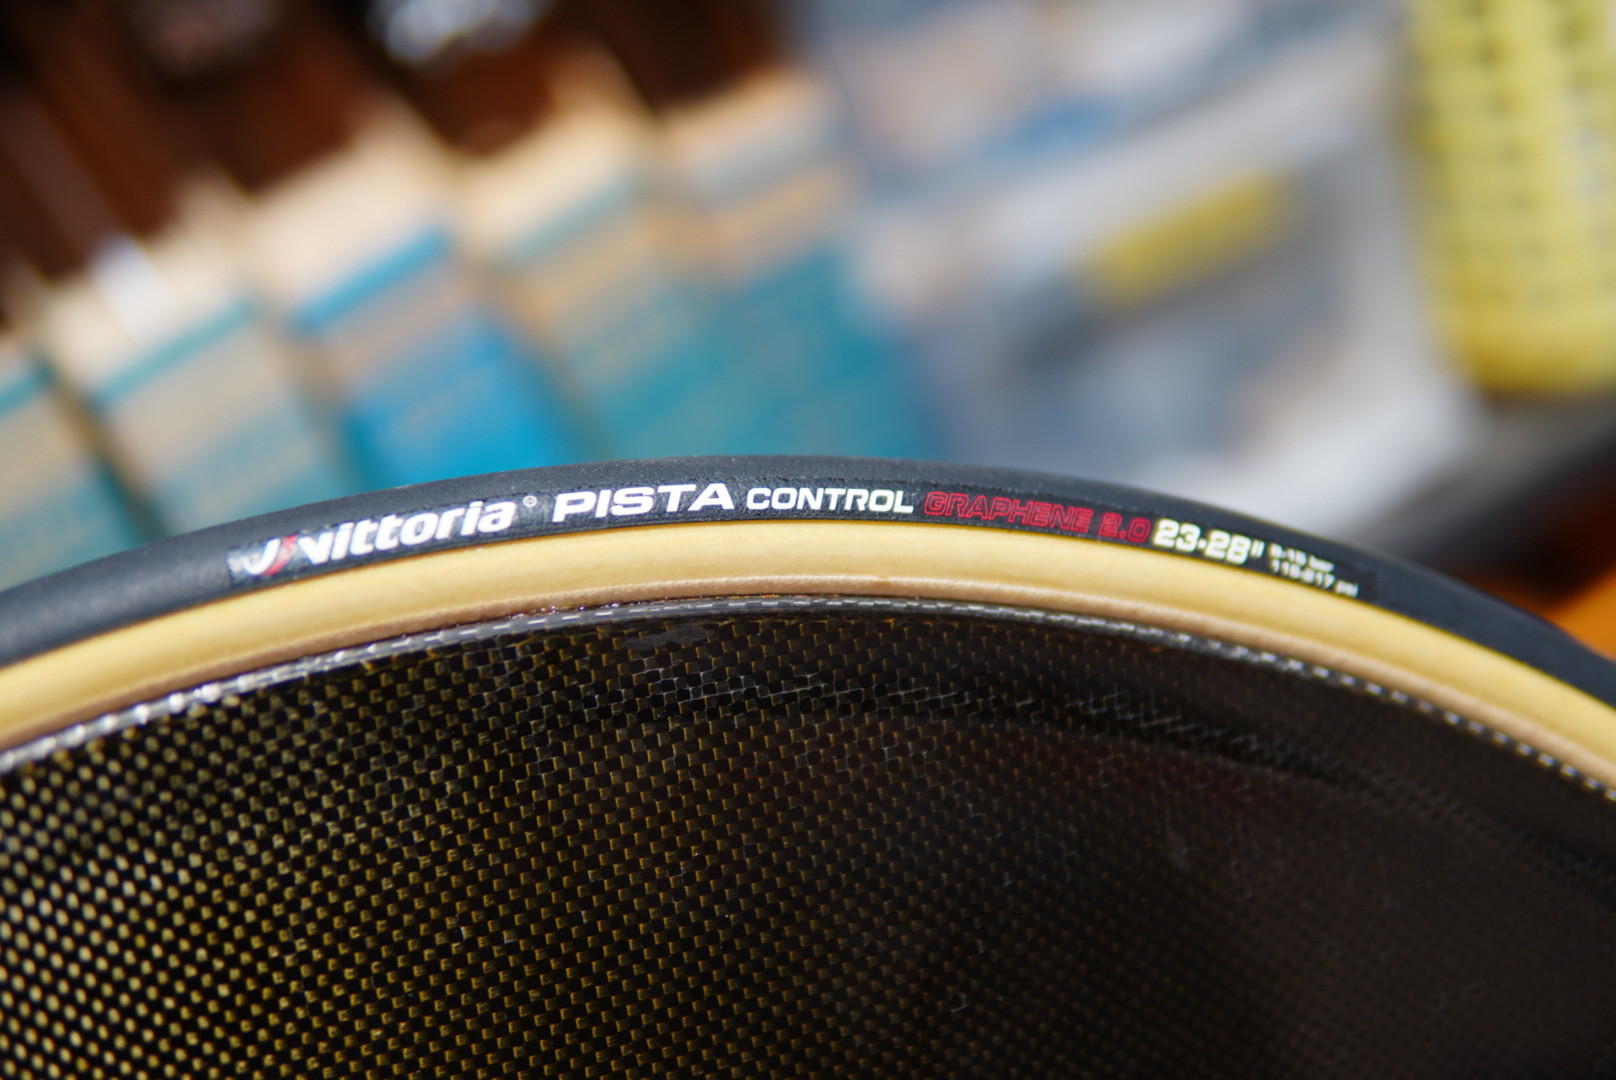 Vittoria® PISTA CONTROL GRAPHENE 2.0 23-28"